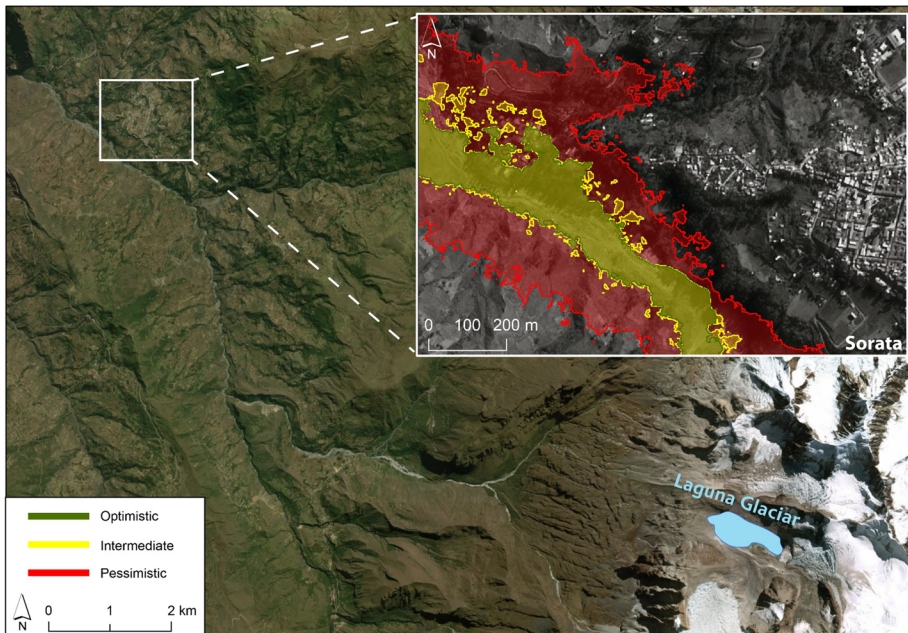 N
0 100 200 m
Sorata
Laguna Glaciar
Optimistic
Intermediate
Pessimistic
N
0 1 2 km